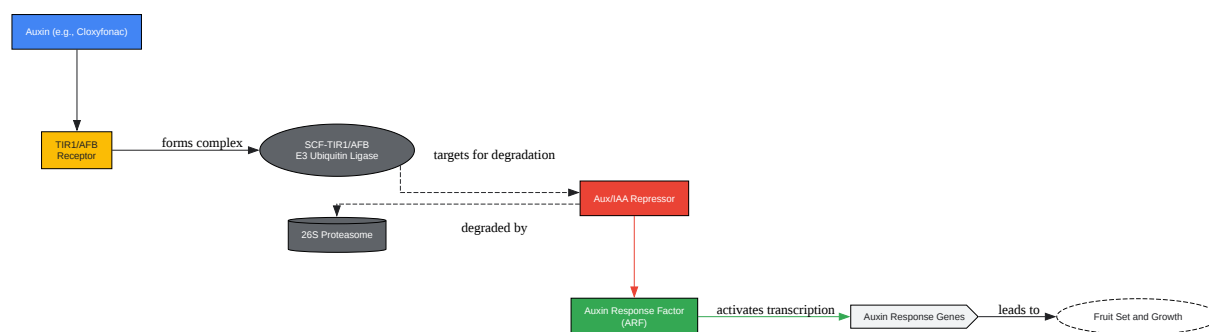 Auxin (e.g., Cloxyfonac)
TIR1/AFB
Receptor
forms complex
SCF-TIR1/AFB
E3 Ubiquitin Ligase
targets for degradation
Aux/IAA Repressor
26S Proteasome
degraded by
Auxin Response Factor
(ARF)
activates transcription
Auxin Response Genes
leads to
Fruit Set and Growth